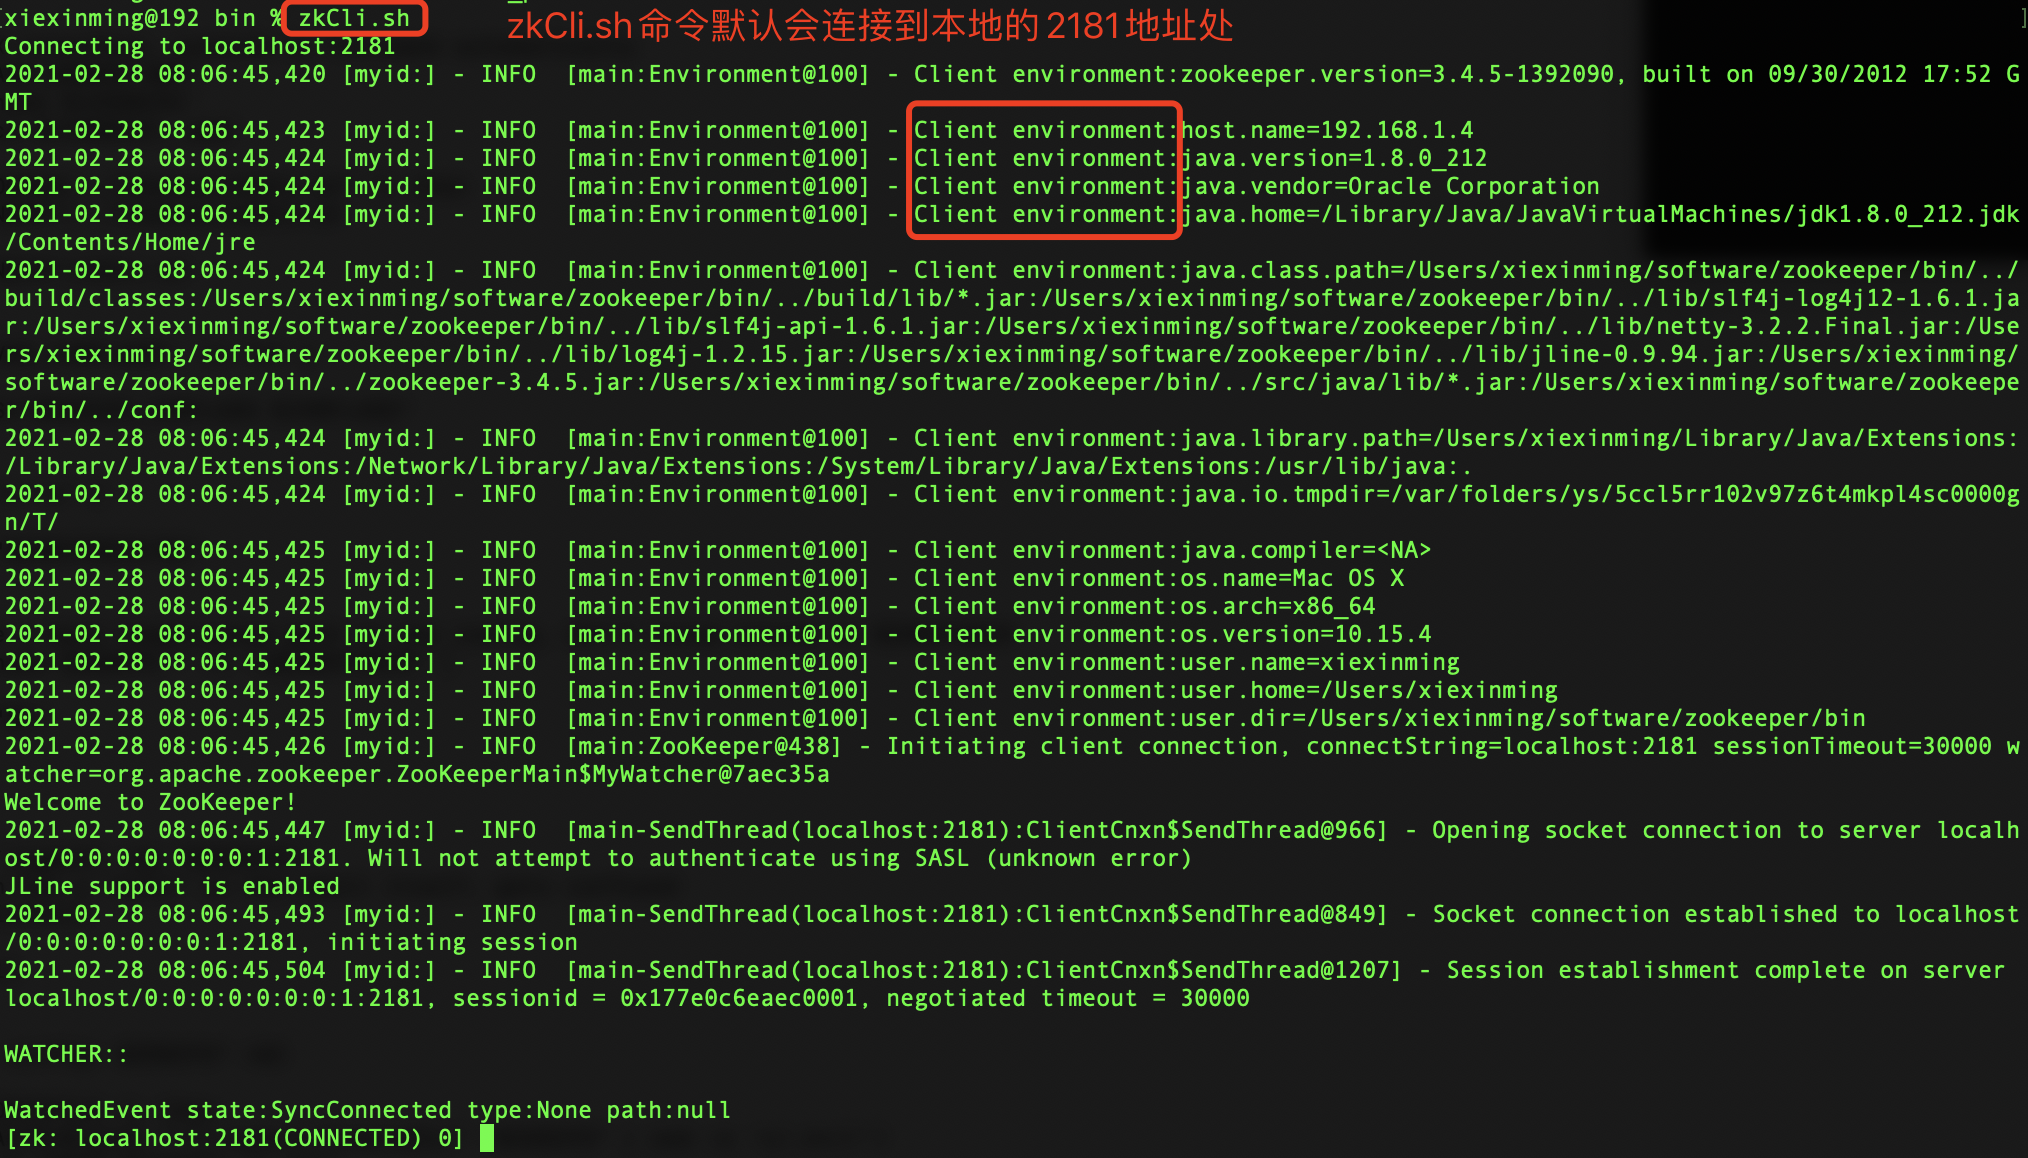 xiexinming@192 bin % zkCli.sh zkCli.sh命令默认会连接到本地的2181地址处
Connecting to localhost:2181
2021-02-28 08:06:45,420 [myid:] - INFO  [main:Environment@100] - Client environment:zookeeper.version=3.4.5-1392090, built on 09/30/2012 17:52 G
MT
2021-02-28 08:06:45,423 [myid:] - INFO  [main:Environment@100] - Client environment:host.name=192.168.1.4
2021-02-28 08:06:45,424 [myid:] - INFO  [main:Environment@100] - Client environment:java.version=1.8.0_212
2021-02-28 08:06:45,424 [myid:] - INFO  [main:Environment@100] - Client environment:java.vendor=Oracle Corporation
2021-02-28 08:06:45,424 [myid:] - INFO  [main:Environment@100] - Client environment:java.home=/Library/Java/JavaVirtualMachines/jdk1.8.0_212.jdk
/Contents/Home/jre
2021-02-28 08:06:45,424 [myid:] - INFO  [main:Environment@100] - Client environment:java.class.path=/Users/xiexinming/software/zookeeper/bin/../
build/classes:/Users/xiexinming/software/zookeeper/bin/../build/lib/*.jar:/Users/xiexinming/software/zookeeper/bin/../lib/slf4j-log4j12-1.6.1.ja
r:/Users/xiexinming/software/zookeeper/bin/../lib/slf4j-api-1.6.1.jar:/Users/xiexinming/software/zookeeper/bin/../lib/netty-3.2.2.Final.jar:/Use
rs/xiexinming/software/zookeeper/bin/../lib/log4j-1.2.15.jar:/Users/xiexinming/software/zookeeper/bin/../lib/jline-0.9.94.jar:/Users/xiexinming/
software/zookeeper/bin/../zookeeper-3.4.5.jar:/Users/xiexinming/software/zookeeper/bin/../src/java/lib/*.jar:/Users/xiexinming/software/zookeepe
r/bin/../conf:
2021-02-28 08:06:45,424 [myid:] - INFO  [main:Environment@100] - Client environment:java.library.path=/Users/xiexinming/Library/Java/Extensions:
/Library/Java/Extensions:/Network/Library/Java/Extensions:/System/Library/Java/Extensions:/usr/lib/java:.
2021-02-28 08:06:45,424 [myid:] - INFO  [main:Environment@100] - Client environment:java.io.tmpdir=/var/folders/ys/5ccl5rr102v97z6t4mkpl4sc0000g
n/T/
2021-02-28 08:06:45,425 [myid:] - INFO  [main:Environment@100] - Client environment:java.compiler=<NA>
2021-02-28 08:06:45,425 [myid:] - INFO  [main:Environment@100] - Client environment:os.name=Mac OS X
2021-02-28 08:06:45,425 [myid:] - INFO  [main:Environment@100] - Client environment:os.arch=x86_64
2021-02-28 08:06:45,425 [myid:] - INFO  [main:Environment@100] - Client environment:os.version=10.15.4
2021-02-28 08:06:45,425 [myid:] - INFO  [main:Environment@100] - Client environment:user.name=xiexinming
2021-02-28 08:06:45,425 [myid:] - INFO  [main:Environment@100] - Client environment:user.home=/Users/xiexinming
2021-02-28 08:06:45,425 [myid:] - INFO  [main:Environment@100] - Client environment:user.dir=/Users/xiexinming/software/zookeeper/bin
2021-02-28 08:06:45,426 [myid:] - INFO  [main:ZooKeeper@438] - Initiating client connection, connectString=localhost:2181 sessionTimeout=30000 w
atcher=org.apache.zookeeper.ZooKeeperMain$MyWatcher@7aec35a
Welcome to ZooKeeper!
2021-02-28 08:06:45,447 [myid:] - INFO  [main-SendThread(localhost:2181):ClientCnxn$SendThread@966] - Opening socket connection to server localh
ost/0:0:0:0:0:0:0:1:2181. Will not attempt to authenticate using SASL (unknown error)
JLine support is enabled
2021-02-28 08:06:45,493 [myid:] - INFO  [main-SendThread(localhost:2181):ClientCnxn$SendThread@849] - Socket connection established to localhost
/0:0:0:0:0:0:0:1:2181, initiating session
2021-02-28 08:06:45,504 [myid:] - INFO  [main-SendThread(localhost:2181):ClientCnxn$SendThread@1207] - Session establishment complete on server 
localhost/0:0:0:0:0:0:0:1:2181, sessionid = 0x177e0c6eaec0001, negotiated timeout = 30000
WATCHER::
WatchedEvent state:SyncConnected type:None path:null
[zk: localhost:2181(CONNECTED) 0]